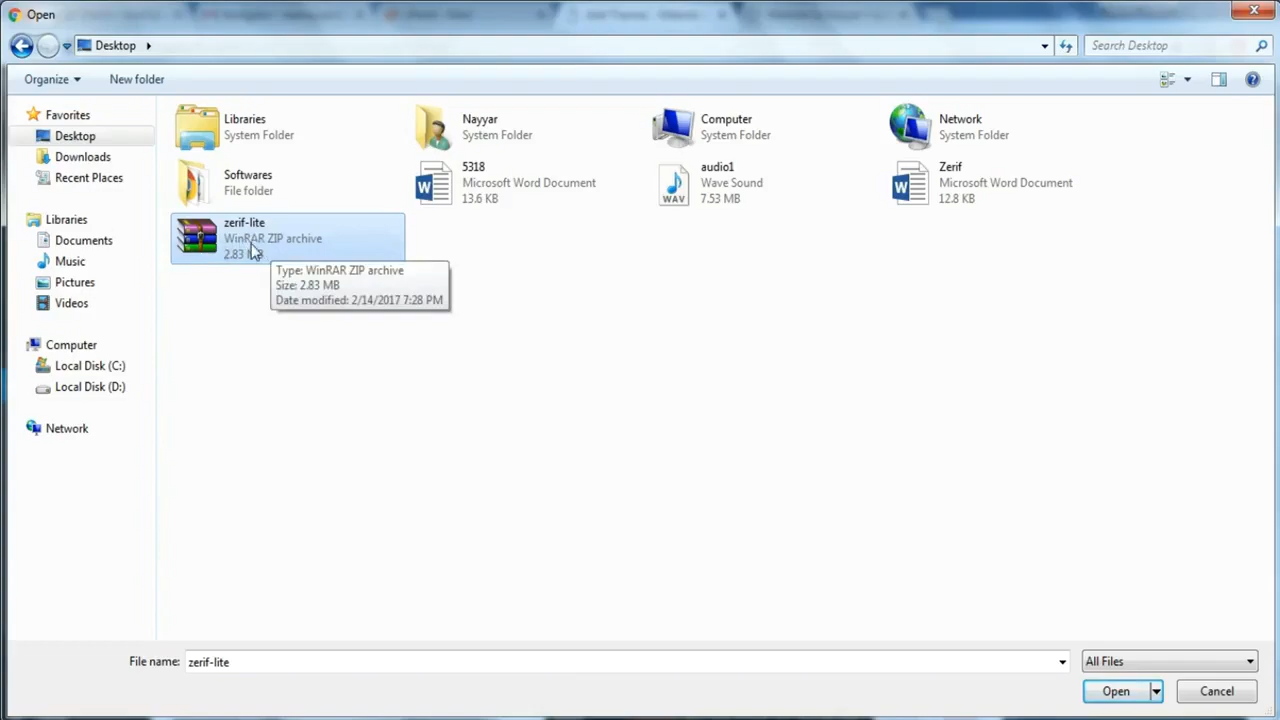 Open
Desktop
Search Desktop
Organize
New folder
Favorites
Desktop
Downloads
Recent Places
Libraries
Documents
Music
Pictures
Videos
Computer
Local Disk (C:)
Local Disk (D:)
Network
Libraries
System Folder
Nayyar
System Folder
Computer
System Folder
Network
System Folder
Softwares
File folder
5318
Microsoft Word Document
13.6 KB
audio1
Wave Sound
7.53 MB
WAV
Zerif
Microsoft Word Document
12.8 KB
zerif-lite
WinRAR ZIP archive
2.83 MB
Type: WinRAR ZIP archive
Size: 2.83 MB
Date modified: 2/14/2017 7:28 PM
File name:
zerif-lite
All Files
Open
Cancel